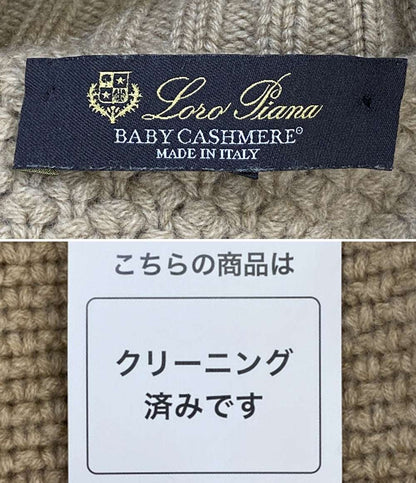 Loro Piana
BABY CASHMERE®
MADE IN ITALY
こちらの商品は
クリーニング
済みです